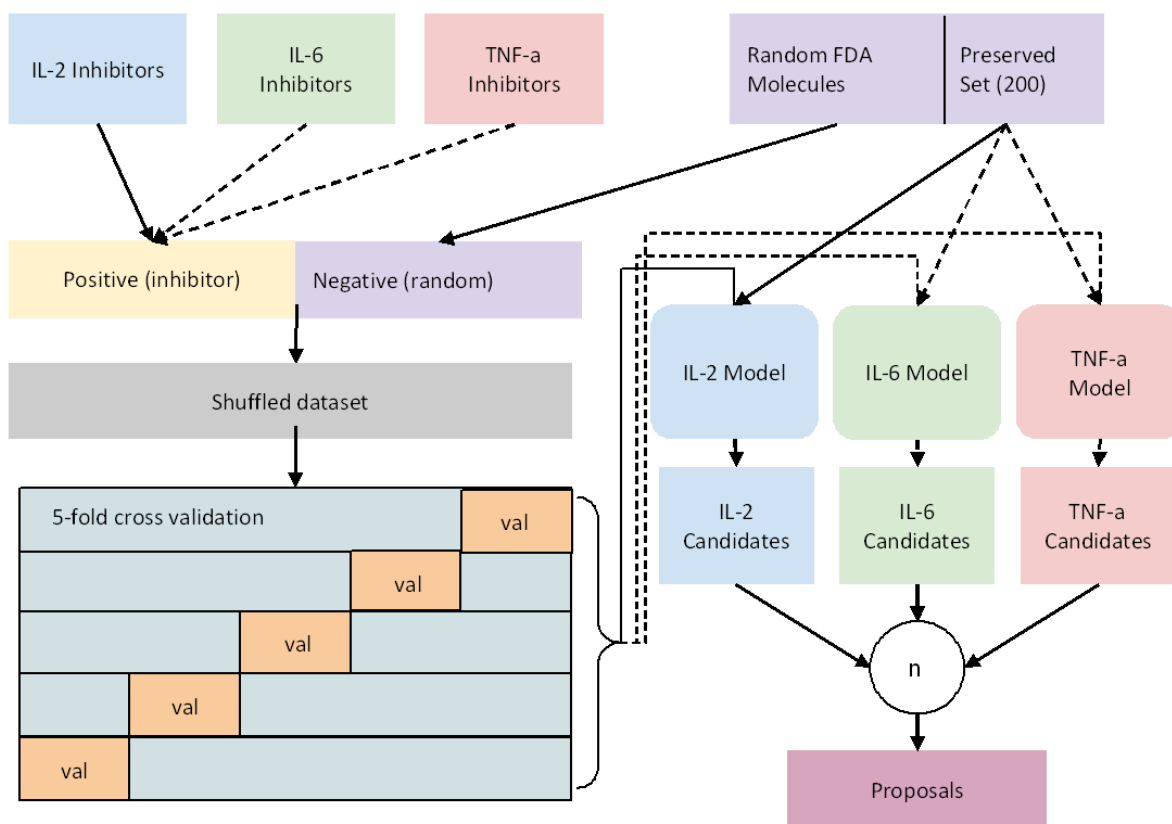 IL-2 Inhibitors
IL-6
Inhibitors
TNF-a
Inhibitors
Random FDA
Molecules
Preserved
Set (200)
Positive (inhibitor)
Negative (random)
Shuffled dataset
5-fold cross validation
val
val
val
val
val
IL-2 Model
IL-6 Model
TNF-a
Model
IL-2
Candidates
IL-6
Candidates
TNF-a
Candidates
n
Proposals